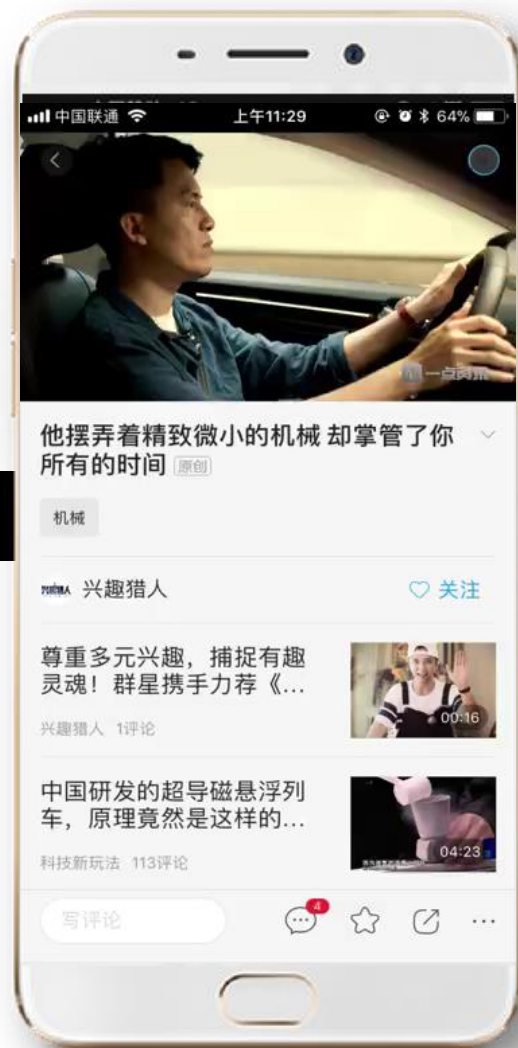 中国联通
上午11:29
64%
一点资讯
他摆弄着精致微小的机械 却掌管了你
所有的时间 原创
机械
兴趣猎人
关注
尊重多元兴趣，捕捉有趣
灵魂！群星携手力荐《...
兴趣猎人 1评论
00:16
中国研发的超导磁悬浮列
车，原理竟然是这样的...
科技新玩法 113评论
04:23
写评论
4